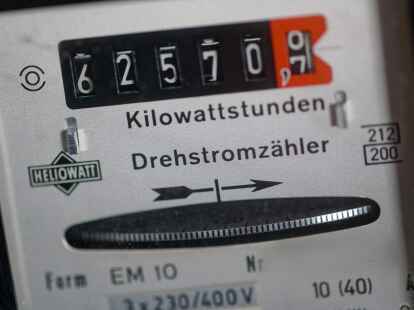 62570,9
Kilowattstunden
Drehstromzähler
212
200
HELIOWATT
Form EM 10 Nr
3x230/400V 10 (40)